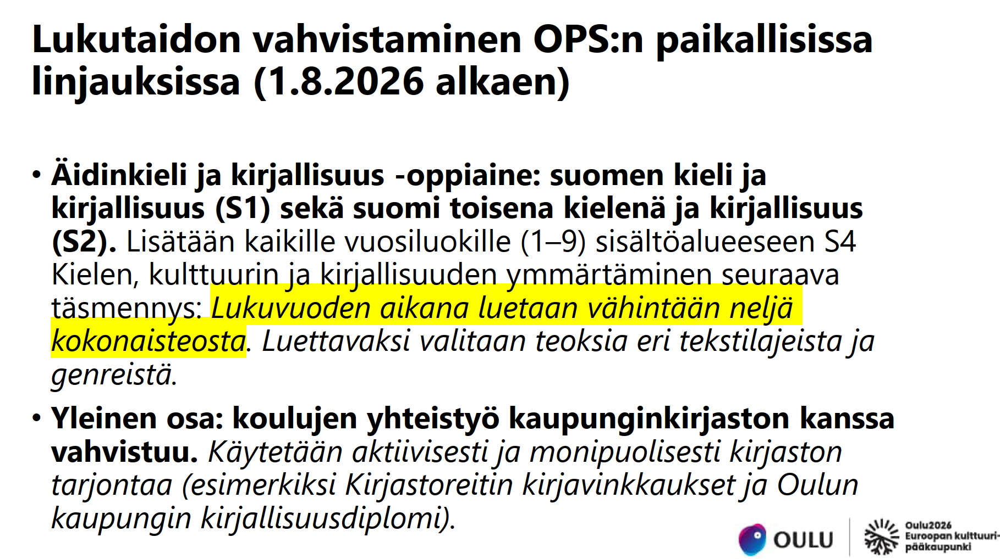 Lukutaidon vahvistaminen OPS:n paikallisissa
linjauksissa (1.8.2026 alkaen)
• Äidinkieli ja kirjallisuus -oppiaine: suomen kieli ja
kirjallisuus (S1) sekä suomi toisena kielenä ja kirjallisuus
(S2). Lisätään kaikille vuosiluokille (1–9) sisältöalueeseen S4
Kielen, kulttuurin ja kirjallisuuden ymmärtäminen seuraava
täsmennys: Lukuvuoden aikana luetaan vähintään neljä
kokonaisteosta. Luettavaksi valitaan teoksia eri tekstilajeista ja
genreistä.
• Yleinen osa: koulujen yhteistyö kaupunginkirjaston kanssa
vahvistuu. Käytetään aktiivisesti ja monipuolisesti kirjaston
tarjontaa (esimerkiksi Kirjastoreitin kirjavinkkaukset ja Oulun
kaupungin kirjallisuusdiplomi).
OULU
Oulu2026
Euroopan kulttuuri-
pääkaupunki